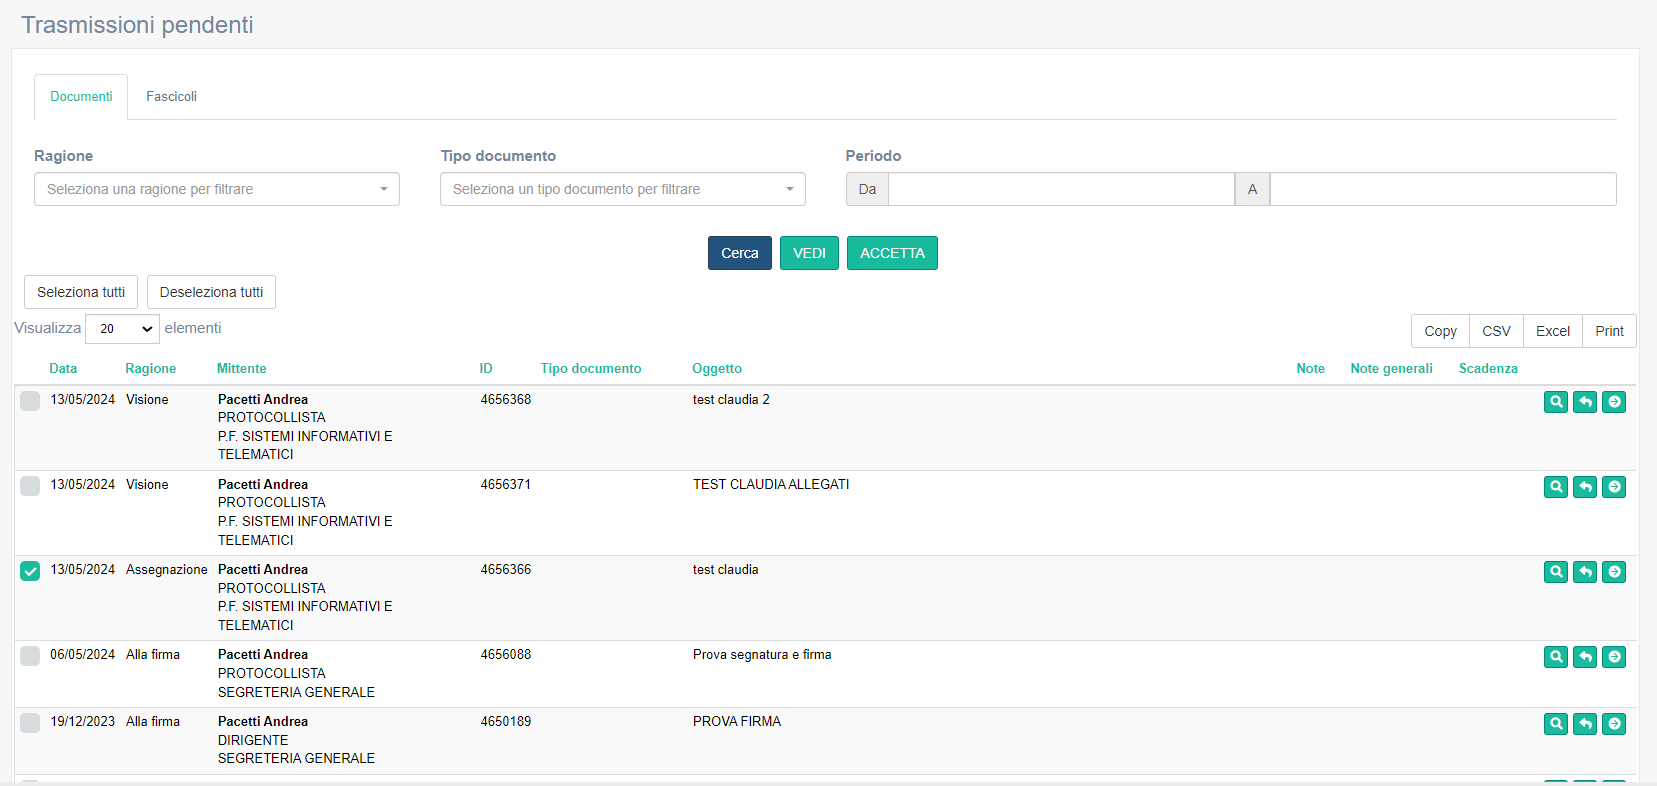 Trasmissioni pendenti
Documenti Fascicoli
Ragione Tipo documento Periodo
Seleziona una ragione per filtrare Seleziona un tipo documento per filtrare Da A
Cerca VEDI ACCETTA
Seleziona tutti Deseleziona tutti
Visualizza 20 elementi
Copy CSV Excel Print
Data Ragione Mittente ID Tipo documento Oggetto Note Note generali Scadenza
13/05/2024 Visione Pacetti Andrea 4656368 test claudia 2
PROTOCOLLISTA
P.F. SISTEMI INFORMATIVI E
TELEMATICI
13/05/2024 Visione Pacetti Andrea 4656371 TEST CLAUDIA ALLEGATI
PROTOCOLLISTA
P.F. SISTEMI INFORMATIVI E
TELEMATICI
13/05/2024 Assegnazione Pacetti Andrea 4656366 test claudia
PROTOCOLLISTA
P.F. SISTEMI INFORMATIVI E
TELEMATICI
06/05/2024 Alla firma Pacetti Andrea 4656088 Prova segnatura e firma
PROTOCOLLISTA
SEGRETERIA GENERALE
19/12/2023 Alla firma Pacetti Andrea 4650189 PROVA FIRMA
DIRIGENTE
SEGRETERIA GENERALE